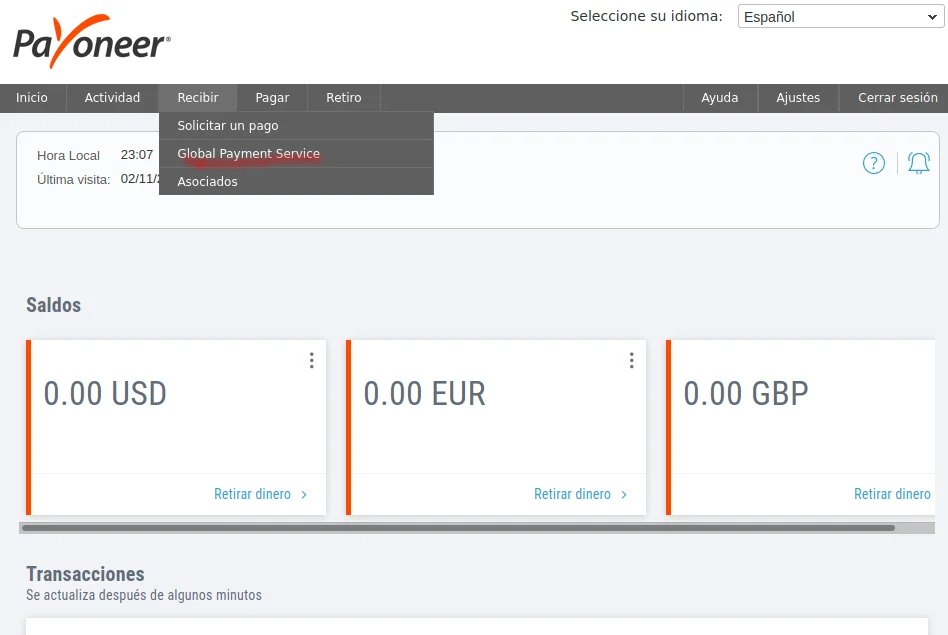 Seleccione su idioma: Español
Payoneer®
Inicio Actividad Recibir Pagar Retiro Ayuda Ajustes Cerrar sesión
Solicitar un pago
Global Payment Service
Asociados
Hora Local 23:07
Última visita: 02/11/
?
Saldos
0.00 USD 0.00 EUR 0.00 GBP
Retirar dinero > Retirar dinero > Retirar dinero
Transacciones
Se actualiza después de algunos minutos